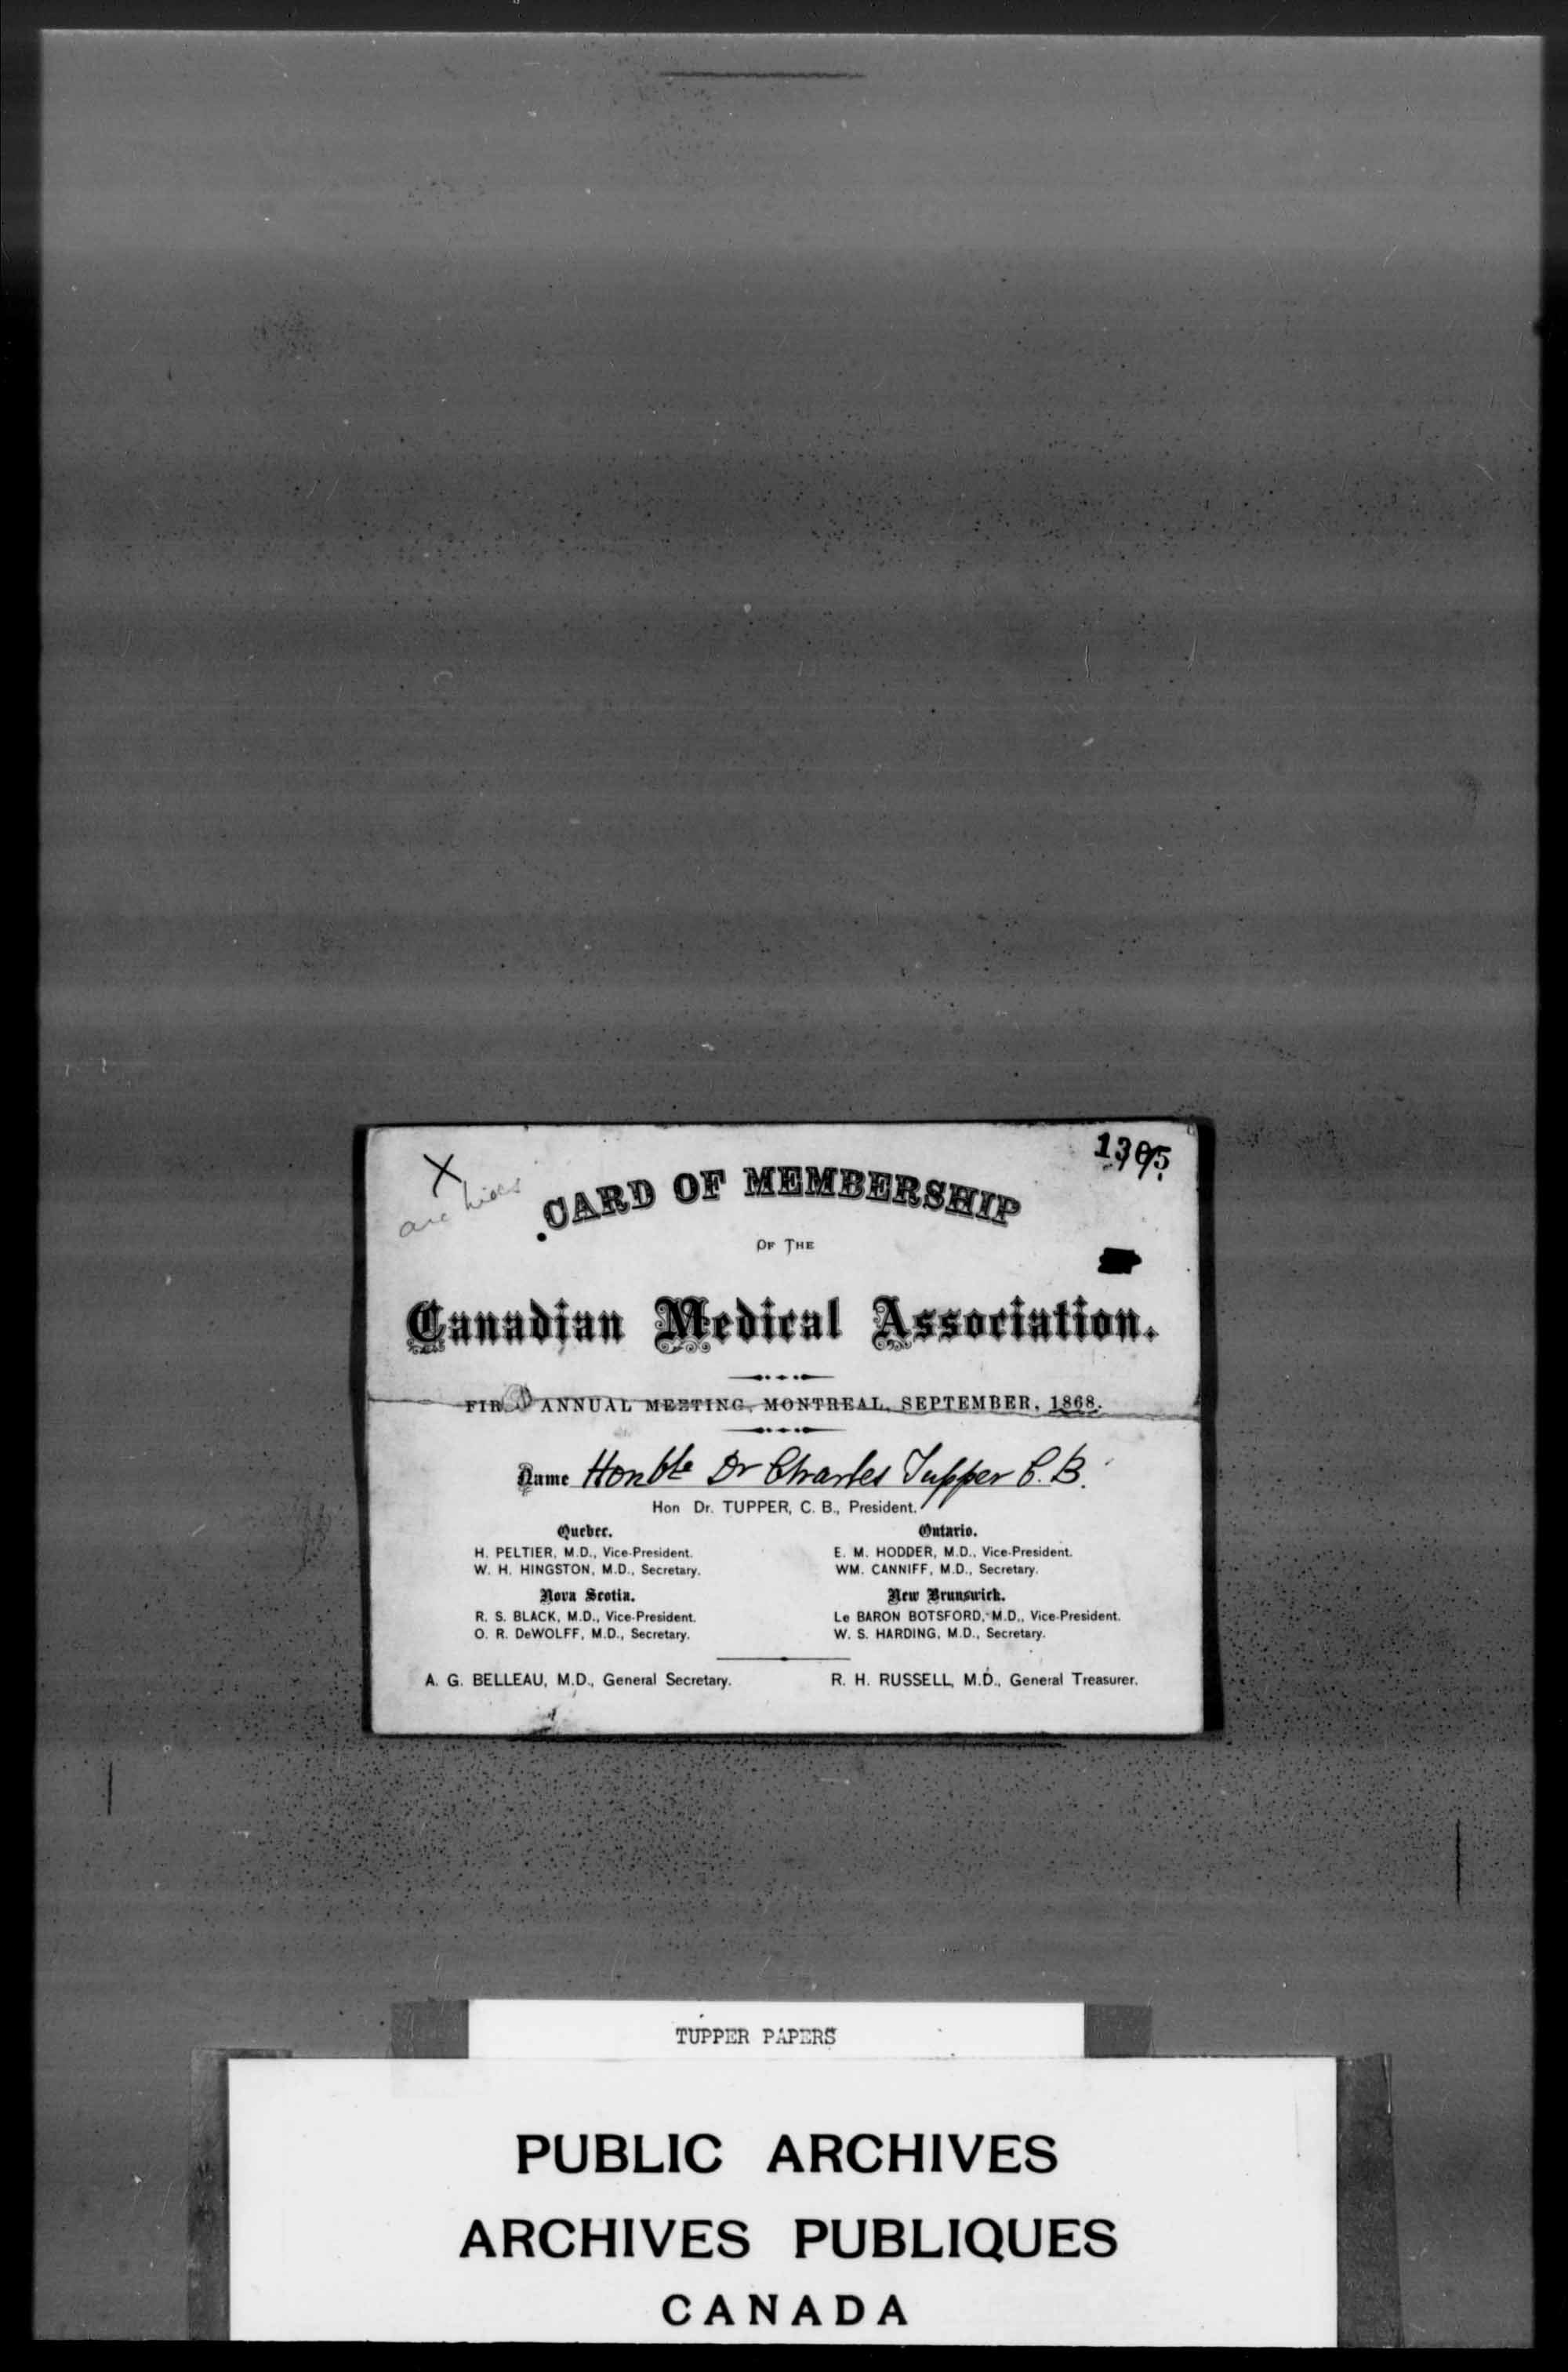 X
archives
1305
CARD OF MEMBERSHIP
OF THE
Canadian Medical Association.
ANNUAL MEETING, MONTREAL, SEPTEMBER, 1868.
Name Honble Dr Charles Tupper C.B.
Hon Dr. TUPPER, C. B., President.
Quebec.
H. PELTIER, M.D., Vice-President.
W. H. HINGSTON, M.D., Secretary.
Ontario.
E. M. HODDER, M.D., Vice-President.
WM. CANNIFF, M.D., Secretary.
Nova Scotia.
R. S. BLACK, M.D., Vice-President.
O. R. DeWOLFF, M.D., Secretary.
New Brunswick.
Le BARON BOTSFORD, M.D., Vice-President.
W. S. HARDING, M.D., Secretary.
A. G. BELLEAU, M.D., General Secretary.
R. H. RUSSELL, M.D., General Treasurer.
TUPPER PAPERS
PUBLIC ARCHIVES
ARCHIVES PUBLIQUES
CANADA